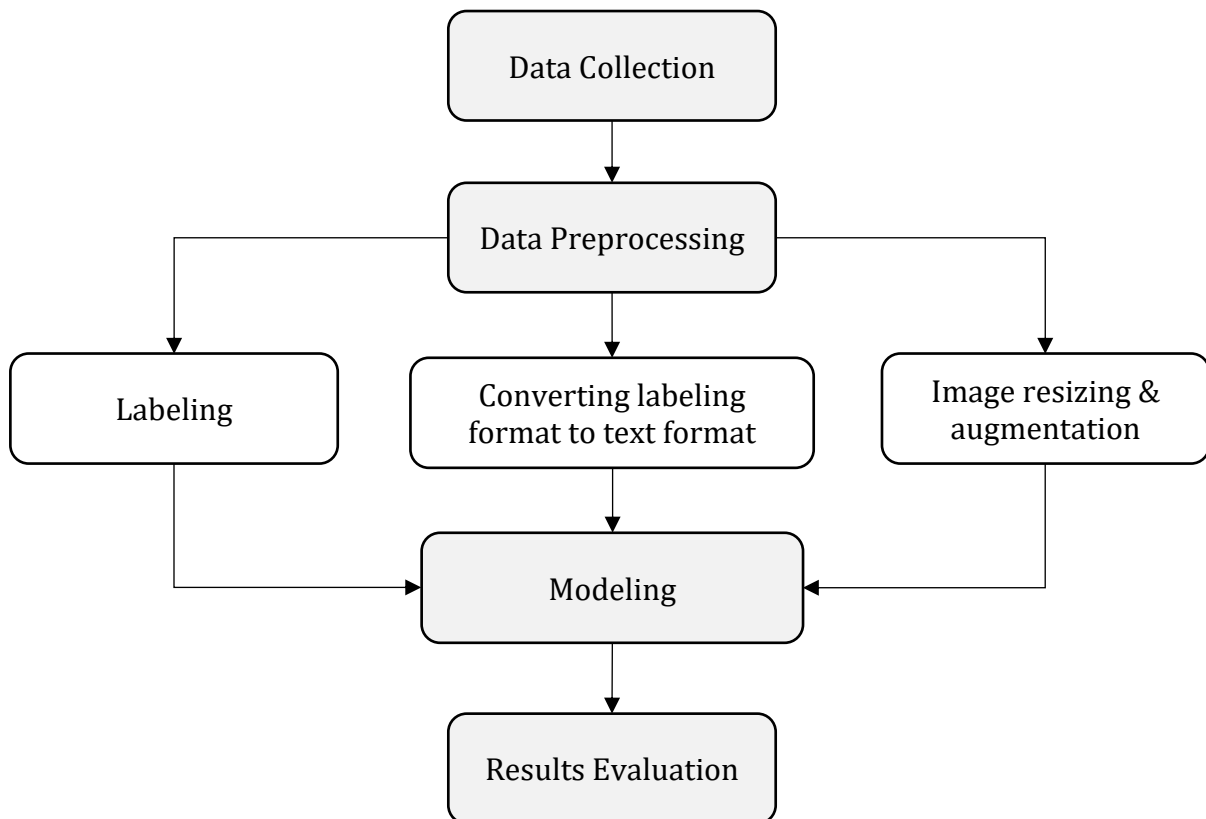 Data Collection
Data Preprocessing
Labeling
Converting labeling
format to text format
Image resizing &
augmentation
Modeling
Results Evaluation